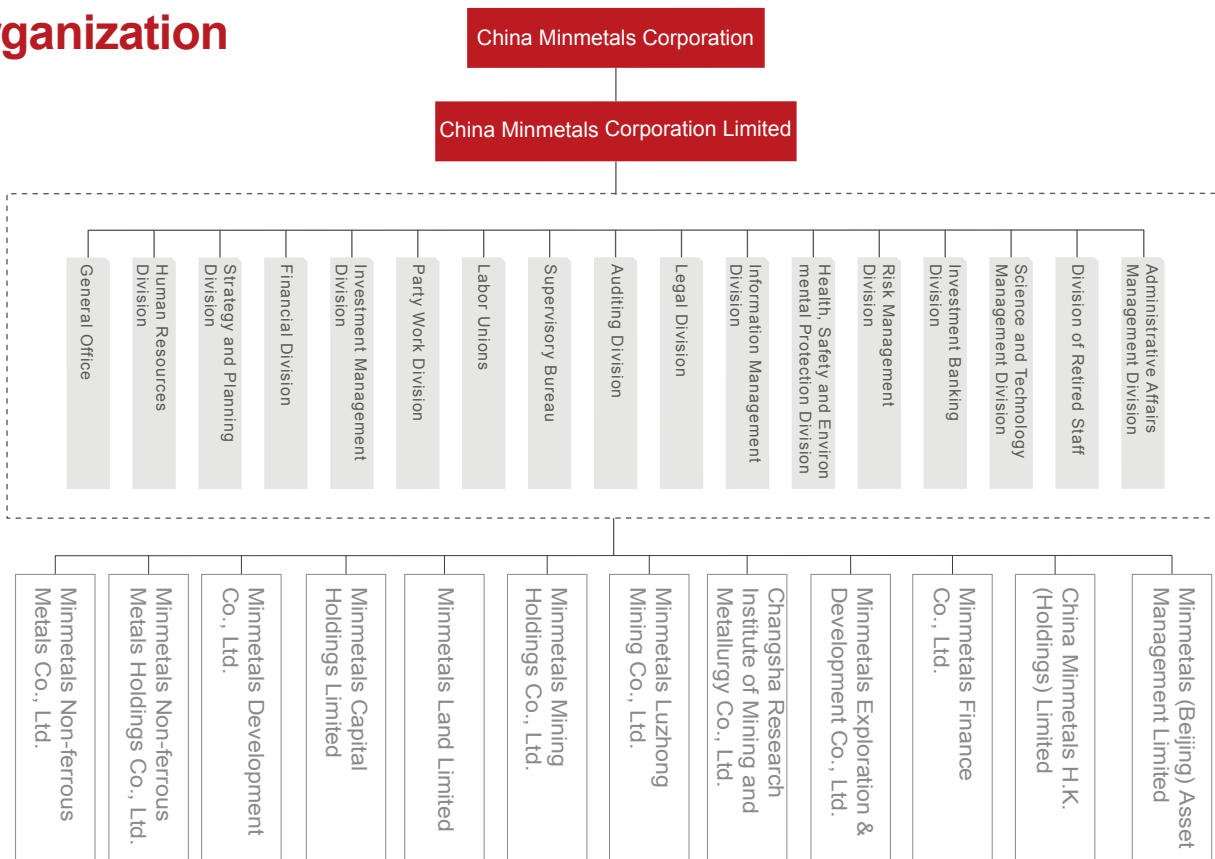 rganization
China Minmetals Corporation
China Minmetals Corporation Limited
General Office
Human Resources
Division
Strategy and Planning
Division
Financial Division
Investment Management
Division
Party Work Division
Labor Unions
Supervisory Bureau
Auditing Division
Legal Division
Information Management
Division
Health, Safety and Environ
mental Protection Division
Risk Management
Division
Investment Banking
Division
Science and Technology
Management Division
Division of Retired Staff
Administrative Affairs
Management Division
Minmetals Non-ferrous
Metals Co., Ltd.
Minmetals Non-ferrous
Metals Holdings Co., Ltd.
Minmetals Development
Co., Ltd.
Minmetals Capital
Holdings Limited
Minmetals Land Limited
Minmetals Mining
Holdings Co., Ltd.
Minmetals Luzhong
Mining Co., Ltd.
Changsha Research
Institute of Mining and
Metallurgy Co., Ltd.
Minmetals Exploration &
Development Co., Ltd.
Minmetals Finance
Co., Ltd.
China Minmetals H.K.
(Holdings) Limited
Minmetals (Beijing) Asset
Management Limited